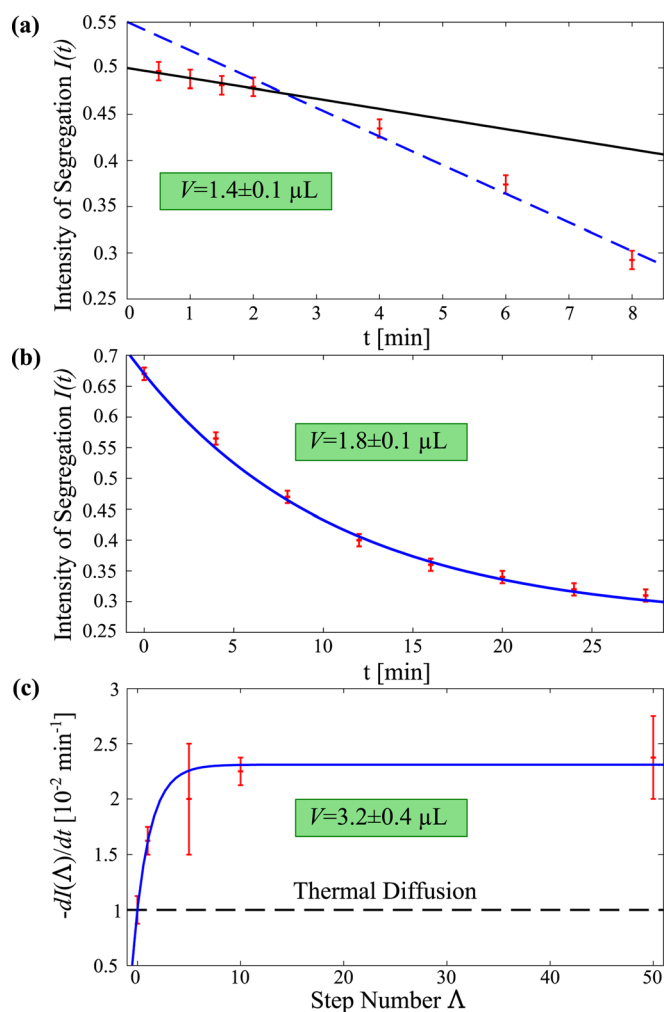 (a)
Intensity of Segregation I(t)
0.55
0.5
0.45
0.4
0.35
0.3
0.25
V=1.4±0.1 µL
0 1 2 3 4 5 6 7 8
t [min]
(b)
Intensity of Segregation I(t)
0.7
0.65
0.6
0.55
0.5
0.45
0.4
0.35
0.3
0.25
V=1.8±0.1 µL
0 5 10 15 20 25
t [min]
(c)
-dI(Λ)/dt [10⁻² min⁻¹]
3
2.5
2
1.5
1
0.5
V=3.2±0.4 µL
Thermal Diffusion
0 10 20 30 40 50
Step Number Λ